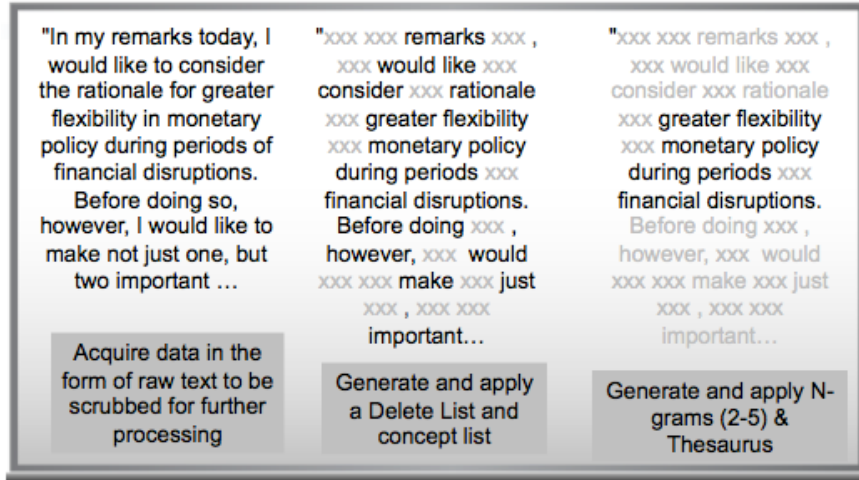 "In my remarks today, I
would like to consider
the rationale for greater
flexibility in monetary
policy during periods of
financial disruptions.
Before doing so,
however, I would like to
make not just one, but
two important …
Acquire data in the
form of raw text to be
scrubbed for further
processing
"xxx xxx remarks xxx ,
xxx would like xxx
consider xxx rationale
xxx greater flexibility
xxx monetary policy
during periods xxx
financial disruptions.
Before doing xxx ,
however, xxx would
xxx xxx make xxx just
xxx , xxx xxx
important…
Generate and apply
a Delete List and
concept list
"xxx xxx remarks xxx ,
xxx would like xxx
consider xxx rationale
xxx greater flexibility
xxx monetary policy
during periods xxx
financial disruptions.
Before doing xxx ,
however, xxx would
xxx xxx make xxx just
xxx , xxx xxx
important…
Generate and apply N-
grams (2-5) &
Thesaurus